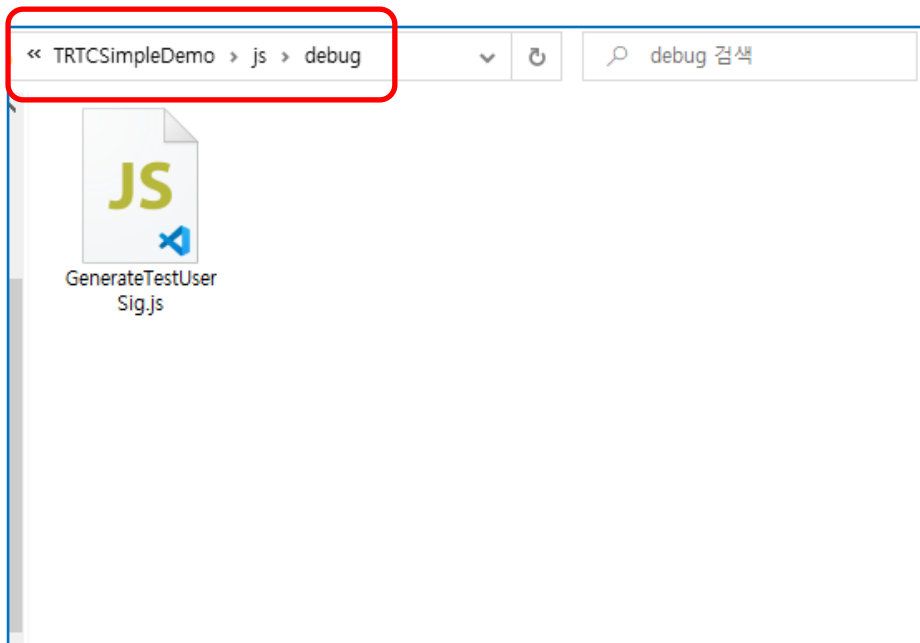 « TRTCSimpleDemo › js › debug
debug 검색
JS
GenerateTestUser
Sig.js